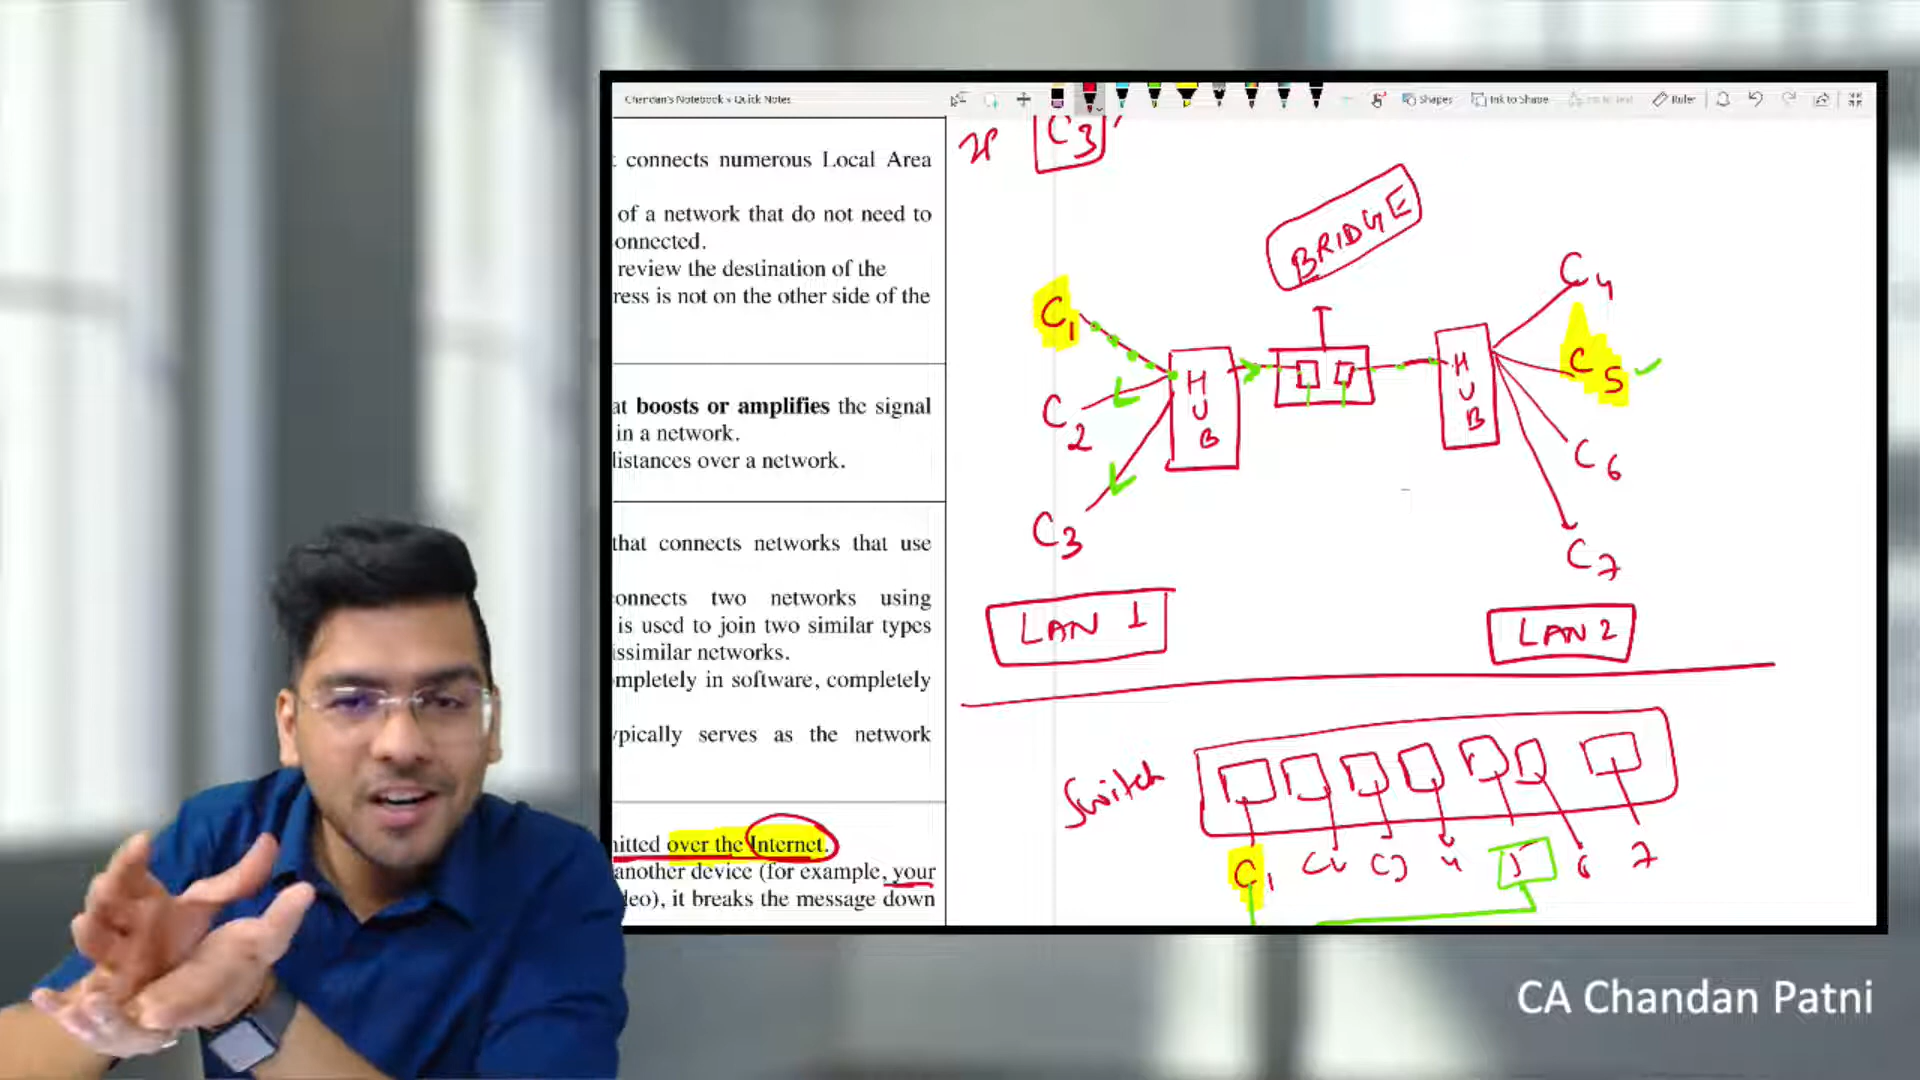 Chandan's Notebook » Quick Notes
Shapes
Ink to Shape
Ruler
connects numerous Local Area
of a network that do not need to
onnected.
review the destination of the
ress is not on the other side of the
at boosts or amplifies the signal
in a network.
listances over a network.
that connects networks that use
onnects two networks using
is used to join two similar types
issimilar networks.
mpletely in software, completely
ypically serves as the network
nitted over the Internet.
another device (for example, your
leo), it breaks the message down
C3
BRIDGE
C1
C2
C3
HUB
HUB
C4
C5
C6
C7
LAN 1
LAN 2
Switch
C1
C3
4
5
6
7
CA Chandan Patni